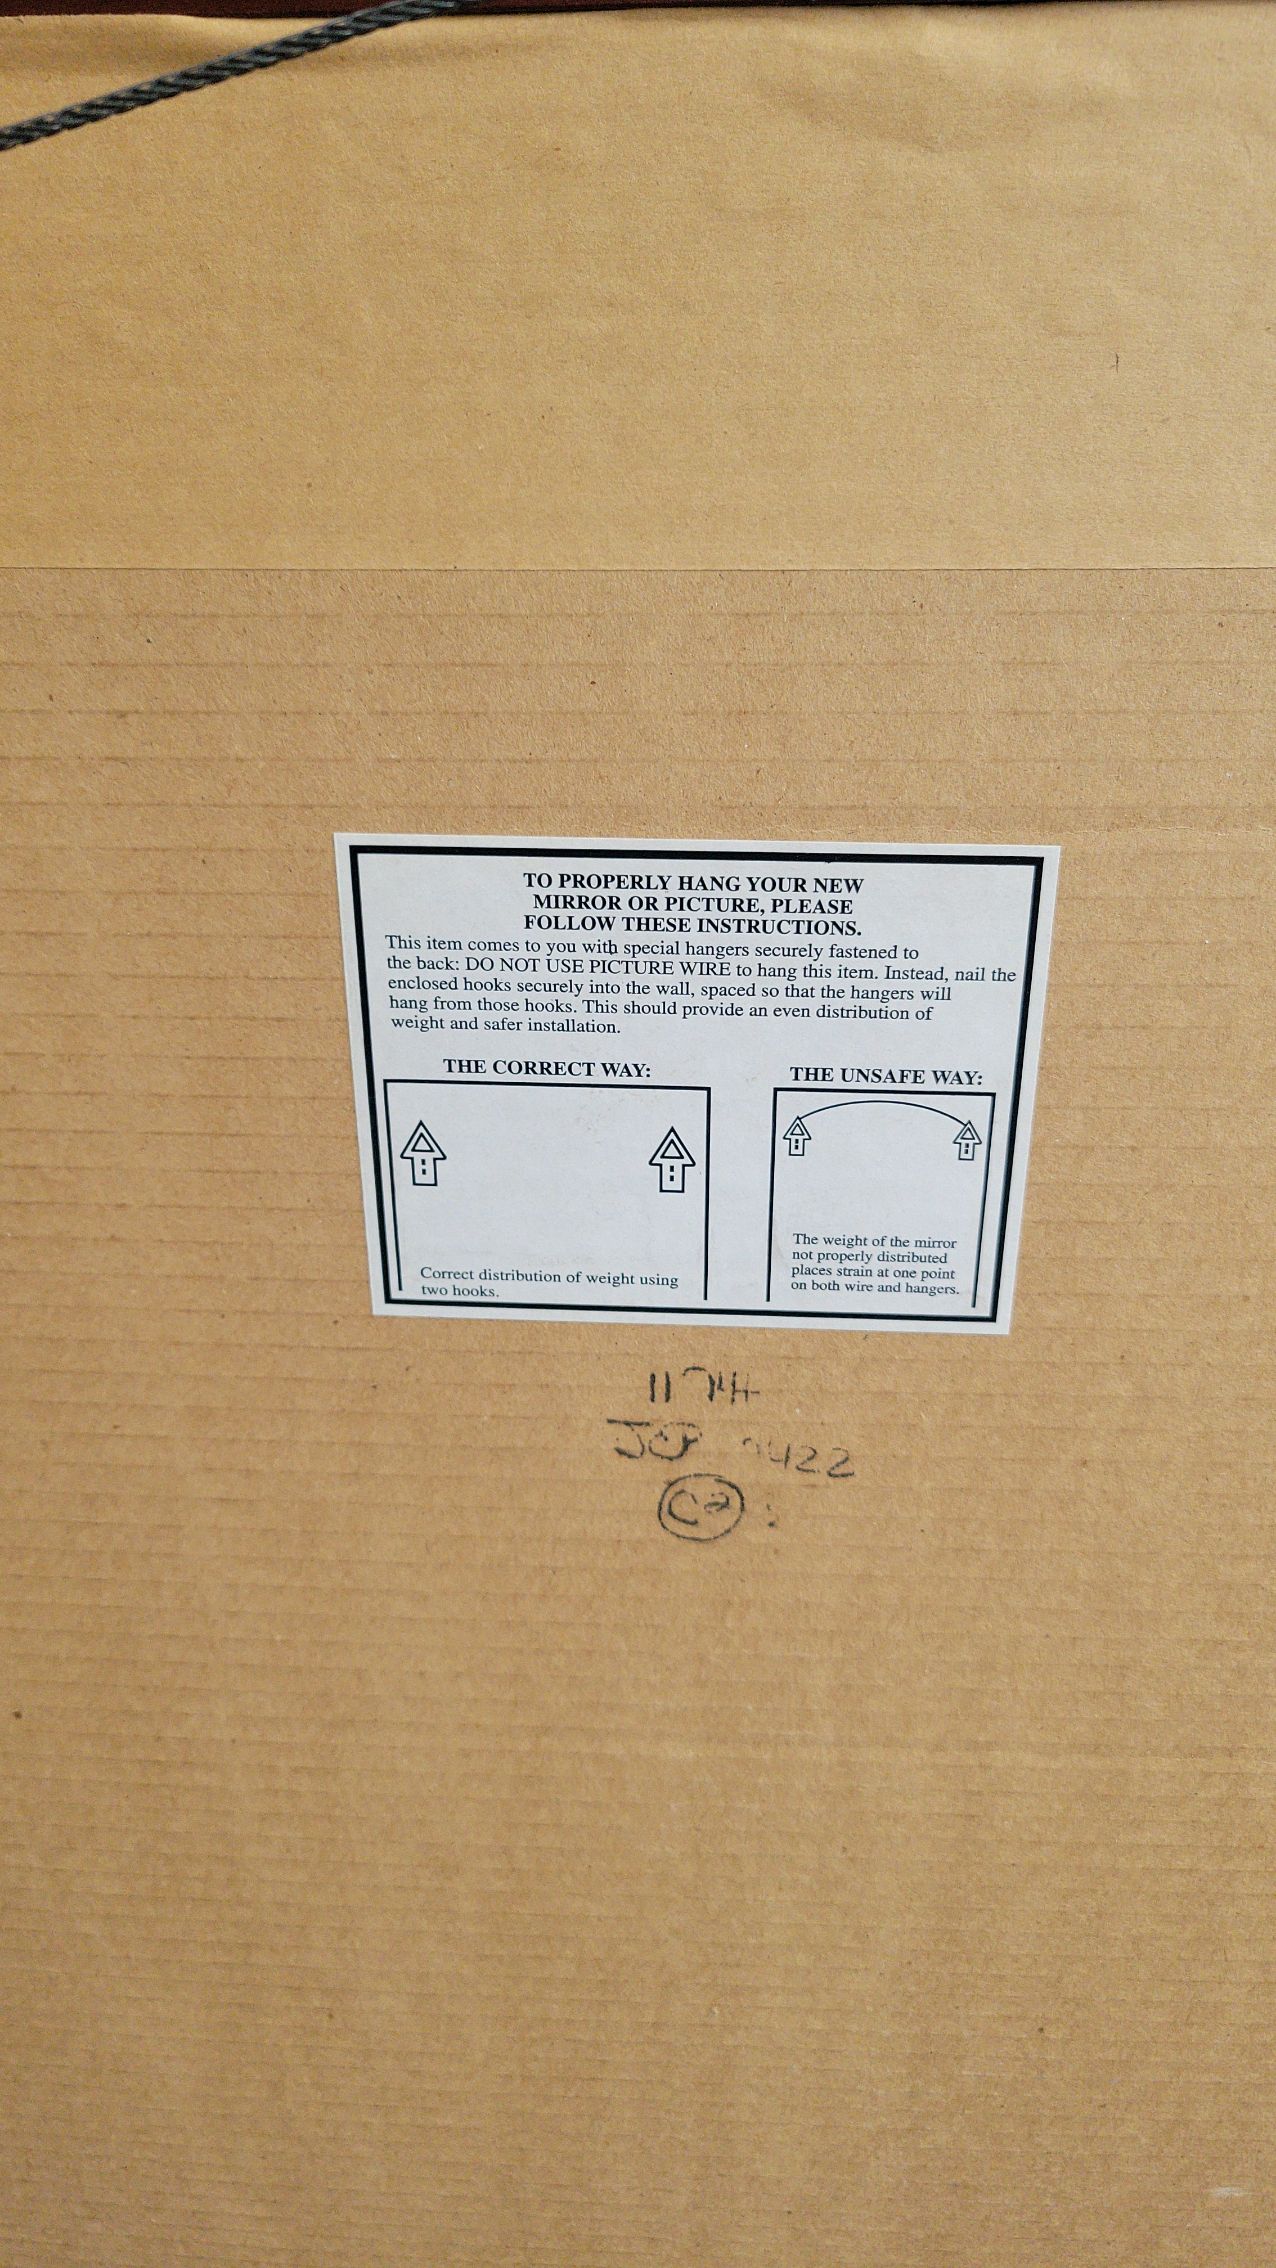 TO PROPERLY HANG YOUR NEW
MIRROR OR PICTURE, PLEASE
FOLLOW THESE INSTRUCTIONS.
This item comes to you with special hangers securely fastened to
the back: DO NOT USE PICTURE WIRE to hang this item. Instead, nail the
enclosed hooks securely into the wall, spaced so that the hangers will
hang from those hooks. This should provide an even distribution of
weight and safer installation.
THE CORRECT WAY:
Correct distribution of weight using
two hooks.
THE UNSAFE WAY:
The weight of the mirror
not properly distributed
places strain at one point
on both wire and hangers.
1174